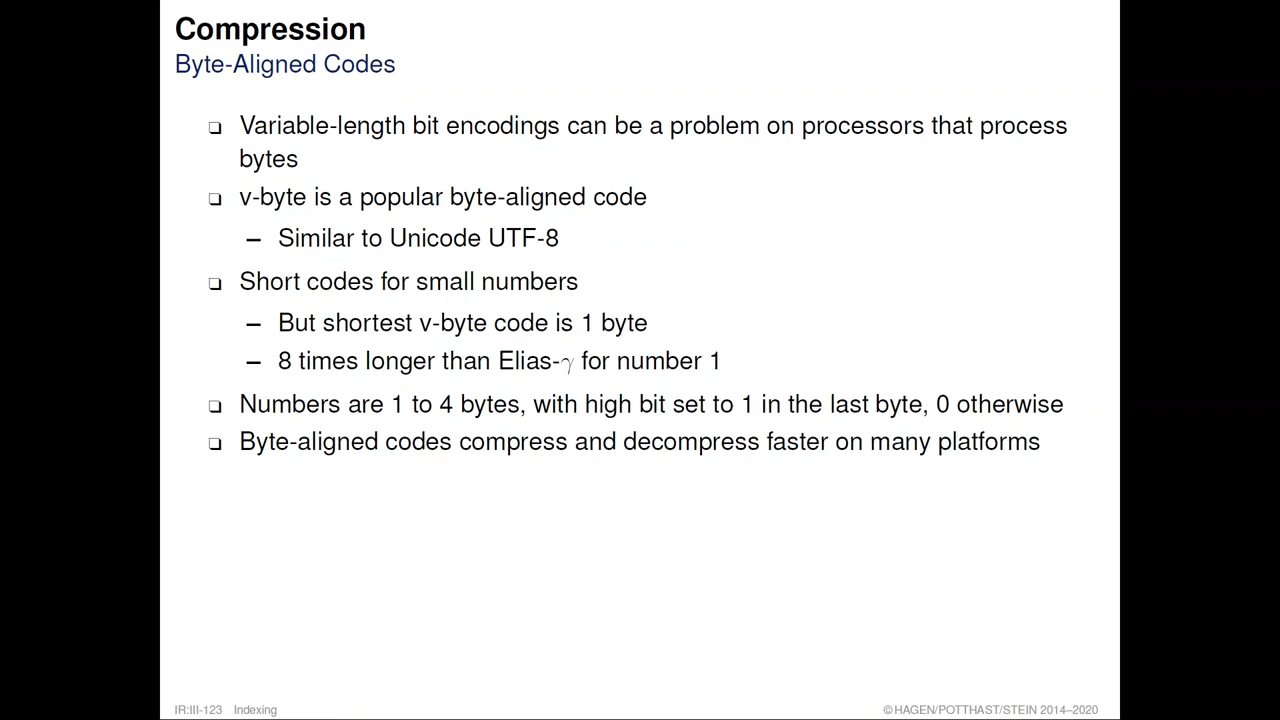 Compression
Byte-Aligned Codes
❏ Variable-length bit encodings can be a problem on processors that process
bytes
❏ v-byte is a popular byte-aligned code
– Similar to Unicode UTF-8
❏ Short codes for small numbers
– But shortest v-byte code is 1 byte
– 8 times longer than Elias-γ for number 1
❏ Numbers are 1 to 4 bytes, with high bit set to 1 in the last byte, 0 otherwise
❏ Byte-aligned codes compress and decompress faster on many platforms
IR:III-123 Indexing
© HAGEN/POTTHAST/STEIN 2014–2020